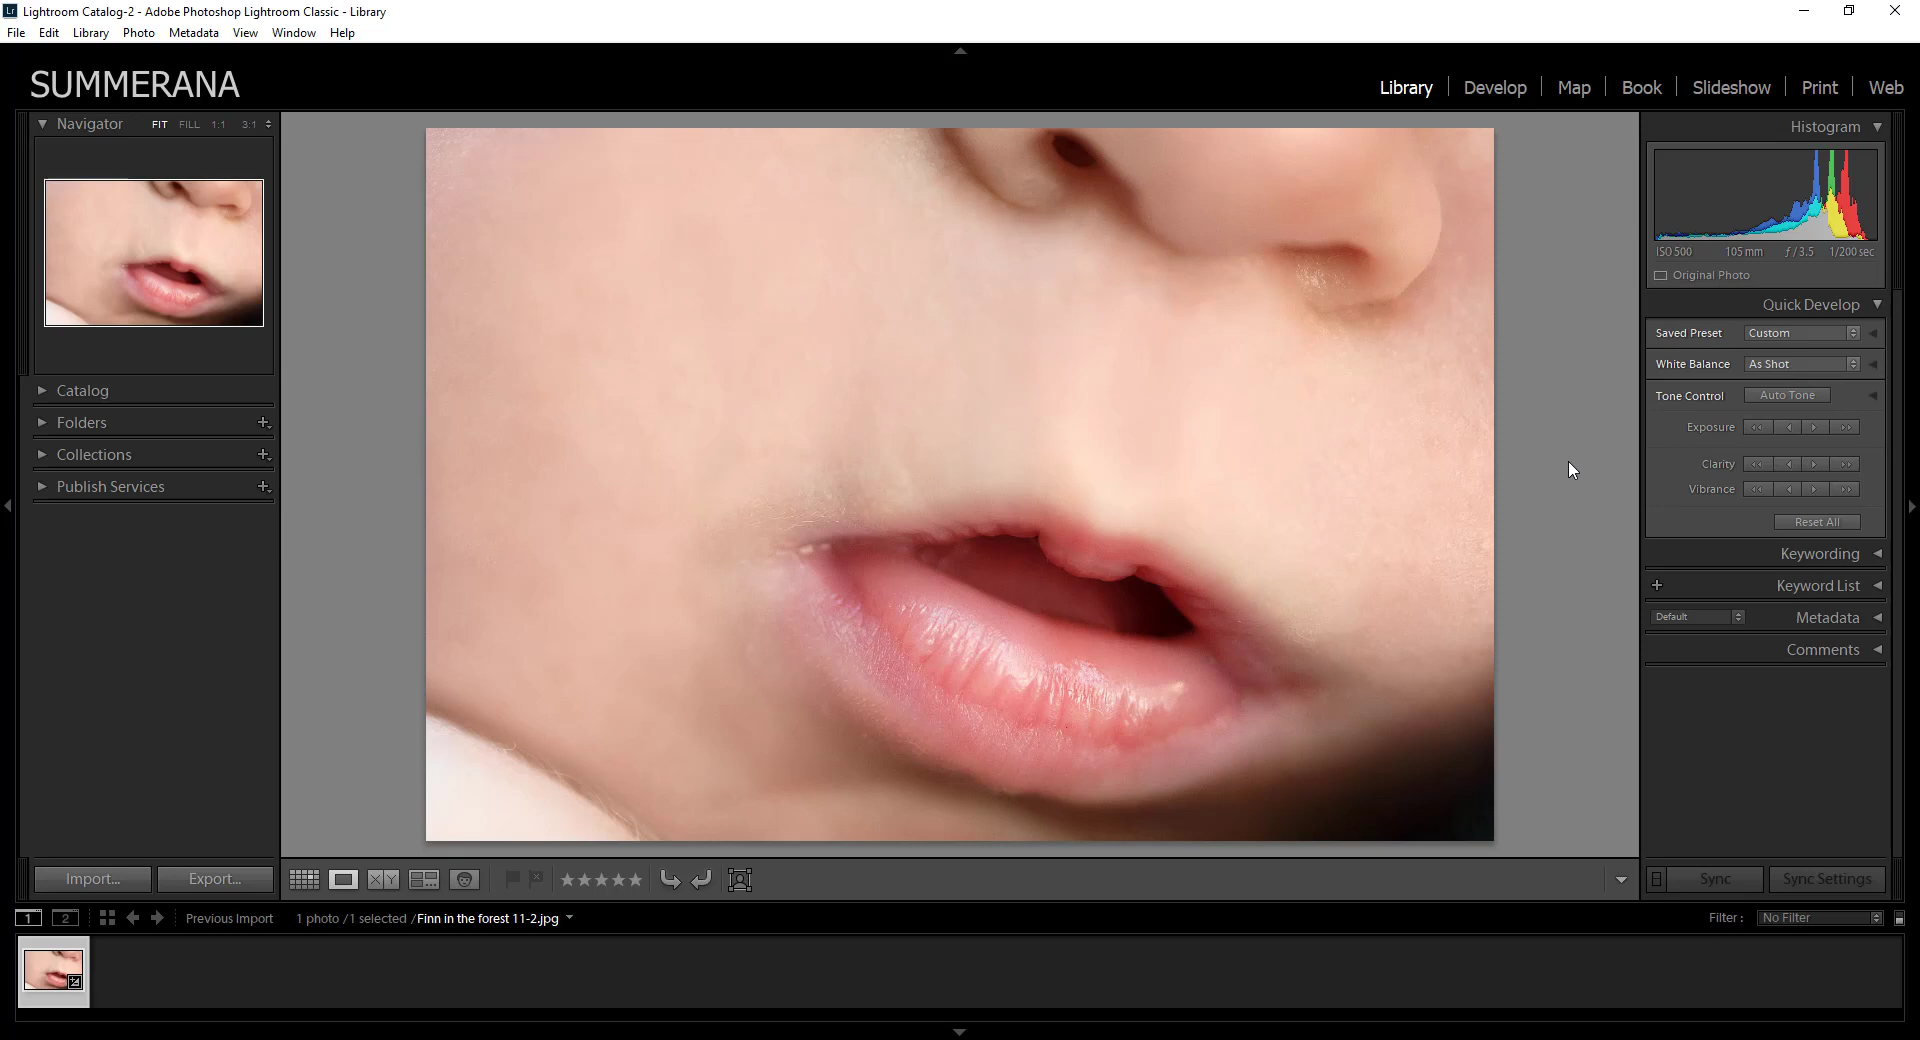 Lightroom Catalog-2 - Adobe Photoshop Lightroom Classic - Library
File Edit Library Photo Metadata View Window Help
SUMMERANA
Library Develop Map Book Slideshow Print Web
Navigator FIT FILL 1:1 3:1
Catalog
Folders
Collections
Publish Services
Histogram
ISO 500 105 mm ƒ / 3.5 1/200 sec
Original Photo
Quick Develop
Saved Preset Custom
White Balance As Shot
Tone Control Auto Tone
Exposure
Clarity
Vibrance
Reset All
Keywording
Keyword List
Default Metadata
Comments
Import... Export...
X Y
Sync Sync Settings
1 2 Previous Import 1 photo / 1 selected / Finn in the forest 11-2.jpg
Filter : No Filter